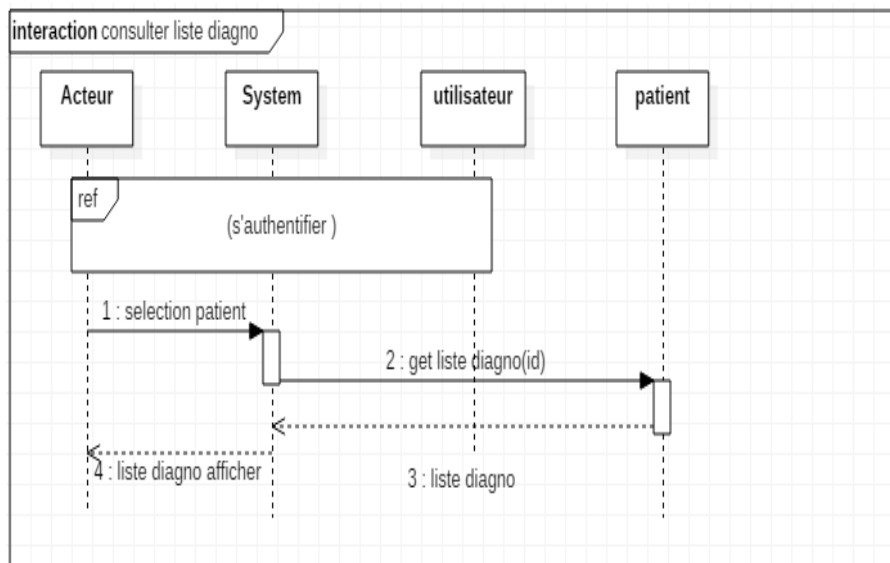 interaction consulter liste diagno
Acteur
System
utilisateur
patient
ref
(s'authentifier )
1 : selection patient
2 : get liste diagno(id)
4 : liste diagno afficher
3 : liste diagno